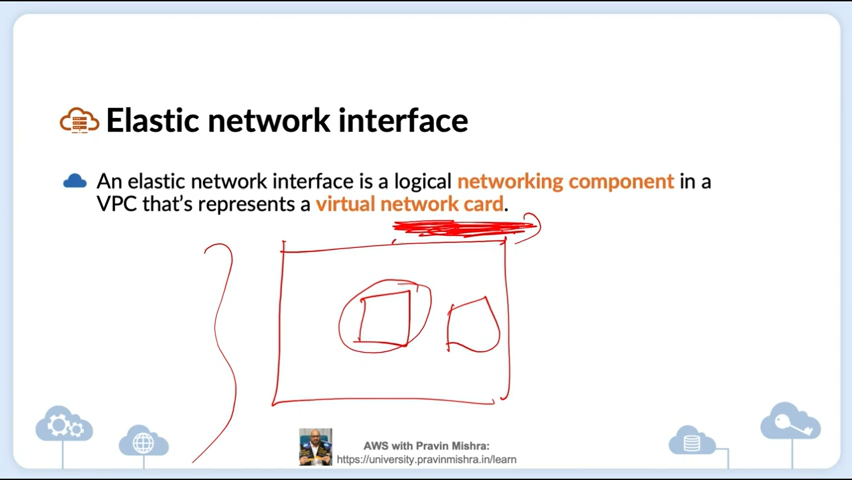 Elastic network interface
An elastic network interface is a logical networking component in a
VPC that's represents a virtual network card.
AWS with Pravin Mishra:
https://university.pravinmishra.in/learn